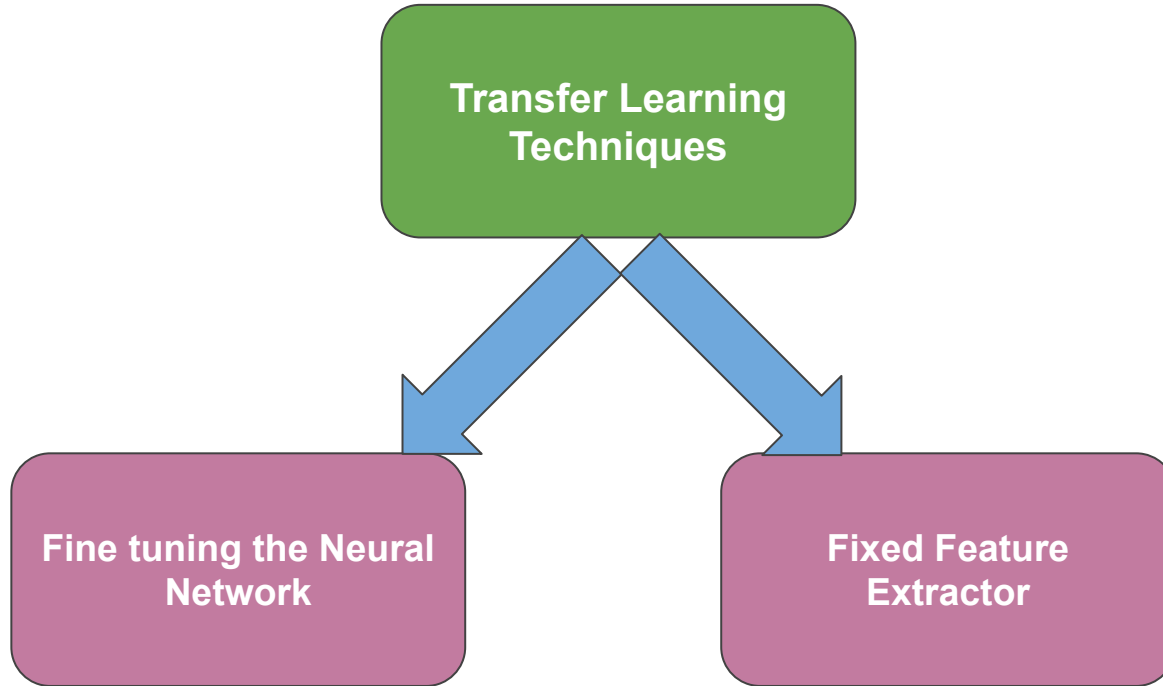 Transfer Learning
Techniques
Fine tuning the Neural
Network
Fixed Feature
Extractor